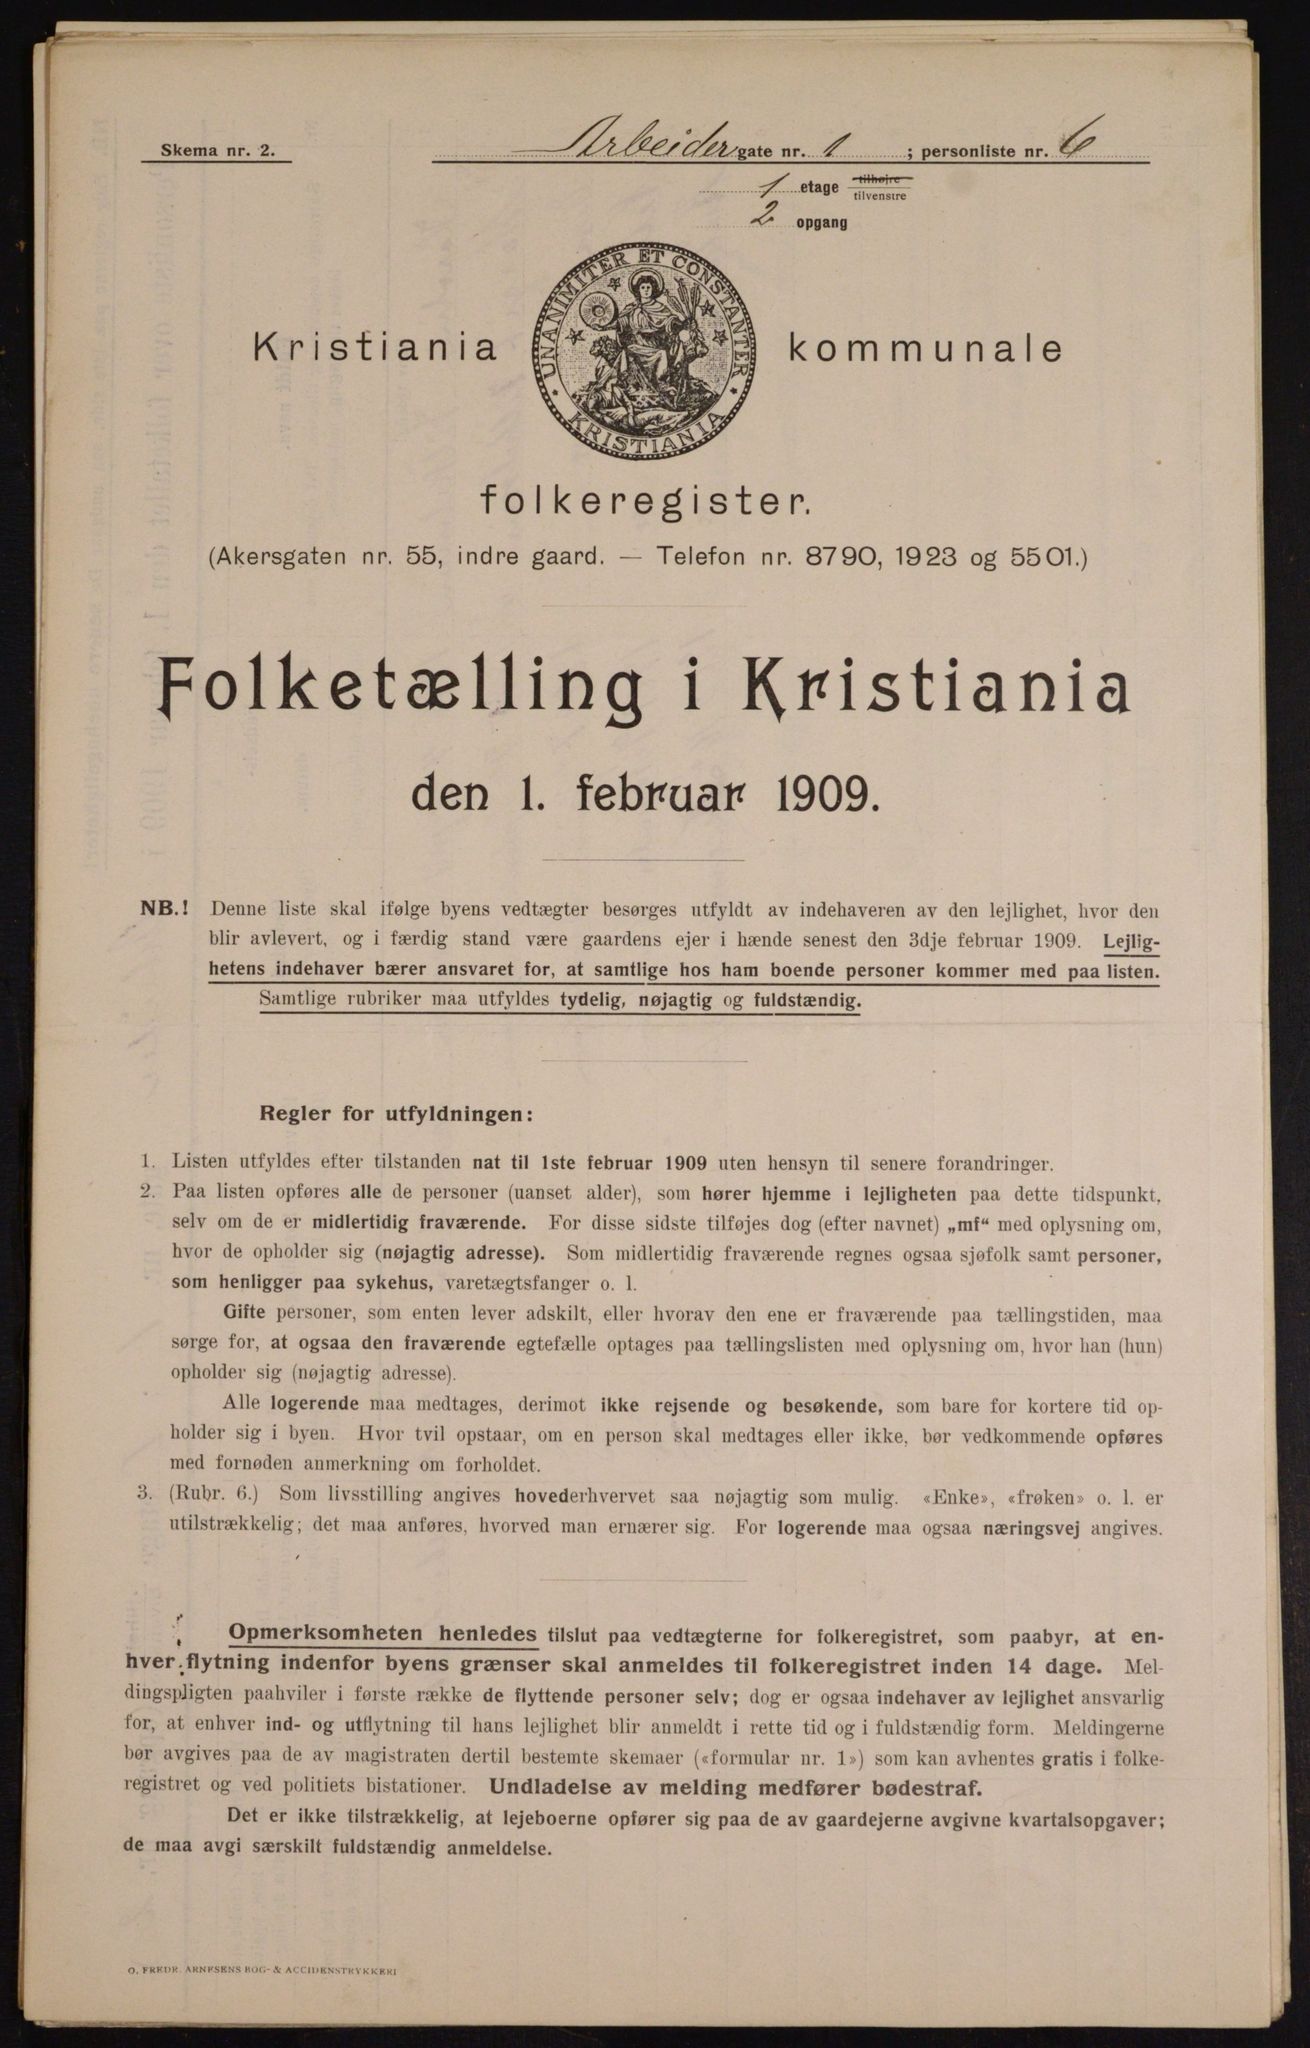 Skema nr. 2.
Arbeidergate nr. 1 ; personliste nr. 6
1 etage tilhøjre
tilvenstre
2 opgang
UNANIMITER ET CONSTANTER
KRISTIANIA
Kristiania kommunale
folkeregister.
(Akersgaten nr. 55, indre gaard. — Telefon nr. 8790, 1923 og 5501.)
Folketælling i Kristiania
den 1. februar 1909.
NB.! Denne liste skal ifølge byens vedtægter besørges utfyldt av indehaveren av den lejlighet, hvor den
blir avlevert, og i færdig stand være gaardens ejer i hænde senest den 3dje februar 1909. Lejlig-
hetens indehaver bærer ansvaret for, at samtlige hos ham boende personer kommer med paa listen.
Samtlige rubriker maa utfyldes tydelig, nøjagtig og fuldstændig.
Regler for utfyldningen:
1. Listen utfyldes efter tilstanden nat til 1ste februar 1909 uten hensyn til senere forandringer.
2. Paa listen opføres alle de personer (uanset alder), som hører hjemme i lejligheten paa dette tidspunkt,
selv om de er midlertidig fraværende. For disse sidste tilføjes dog (efter navnet) „mf“ med oplysning om,
hvor de opholder sig (nøjagtig adresse). Som midlertidig fraværende regnes ogsaa sjøfolk samt personer,
som henligger paa sykehus, varetægtsfanger o. l.
Gifte personer, som enten lever adskilt, eller hvorav den ene er fraværende paa tællingstiden, maa
sørge for, at ogsaa den fraværende egtefælle optages paa tællingslisten med oplysning om, hvor han (hun)
opholder sig (nøjagtig adresse).
Alle logerende maa medtages, derimot ikke rejsende og besøkende, som bare for kortere tid op-
holder sig i byen. Hvor tvil opstaar, om en person skal medtages eller ikke, bør vedkommende opføres
med fornøden anmerkning om forholdet.
3. (Rubr. 6.) Som livsstilling angives hovederhvervet saa nøjagtig som mulig. «Enke», «frøken» o. l. er
utilstrækkelig; det maa anføres, hvorved man ernærer sig. For logerende maa ogsaa næringsvej angives.
Opmerksomheten henledes tilslut paa vedtægterne for folkeregistret, som paabyr, at en-
hver flytning indenfor byens grænser skal anmeldes til folkeregistret inden 14 dage. Mel-
dingspligten paahviler i første række de flyttende personer selv; dog er ogsaa indehaver av lejlighet ansvarlig
for, at enhver ind- og utflytning til hans lejlighet blir anmeldt i rette tid og i fuldstændig form. Meldingerne
bør avgives paa de av magistraten dertil bestemte skemaer («formular nr. 1») som kan avhentes gratis i folke-
registret og ved politiets bistationer. Undladelse av melding medfører bødestraf.
Det er ikke tilstrækkelig, at lejeboerne opfører sig paa de av gaardejerne avgivne kvartalsopgaver;
de maa avgi særskilt fuldstændig anmeldelse.
O. FREDR. ARNESENS BOG- & ACCIDENSTRYKKERI